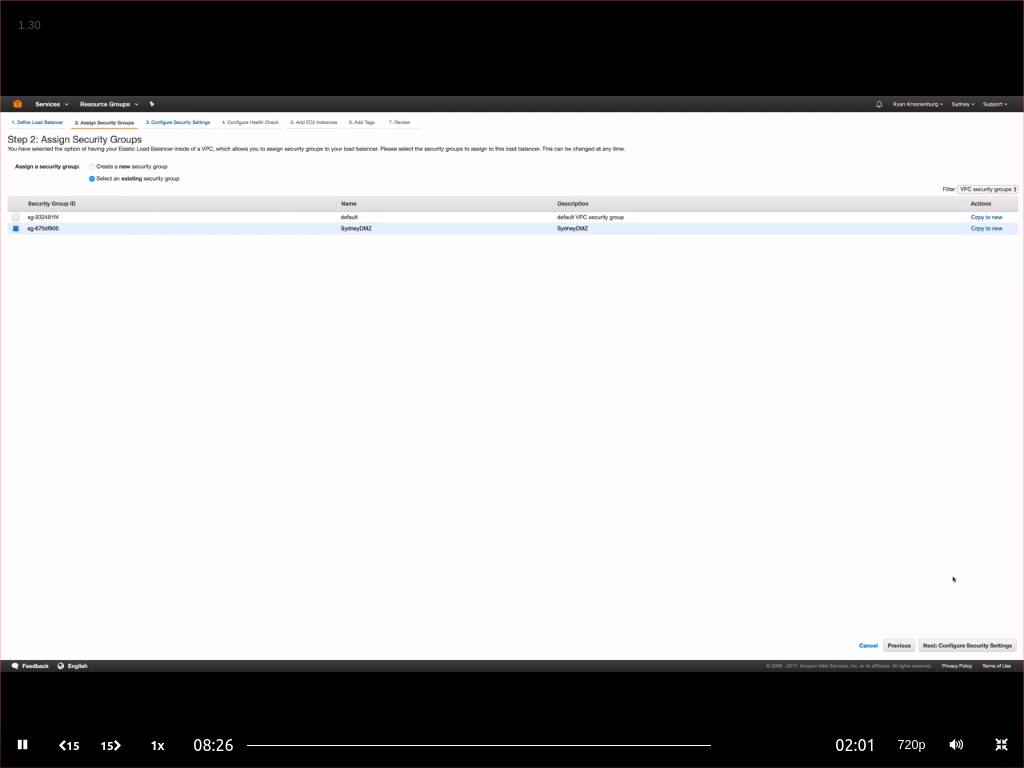 1.30
Services Resource Groups Ryan Kroonenburg Sydney Support
1. Define Load Balancer 2. Assign Security Groups 3. Configure Security Settings 4. Configure Health Check 5. Add EC2 Instances 6. Add Tags 7. Review
Step 2: Assign Security Groups
You have selected the option of having your Elastic Load Balancer inside of a VPC, which allows you to assign security groups to your load balancer. Please select the security groups to assign to this load balancer. This can be changed at any time.
Assign a security group: Create a new security group
Select an existing security group
Filter VPC security groups
Security Group ID Name Description Actions
default default VPC security group Copy to new
sg-675df900 SydneyDMZ SydneyDMZ Copy to new
Cancel Previous Next: Configure Security Settings
Feedback English © 2008 - 2017, Amazon Web Services, Inc. or its affiliates. All rights reserved. Privacy Policy Terms of Use
15 15 1x 08:26 02:01 720p